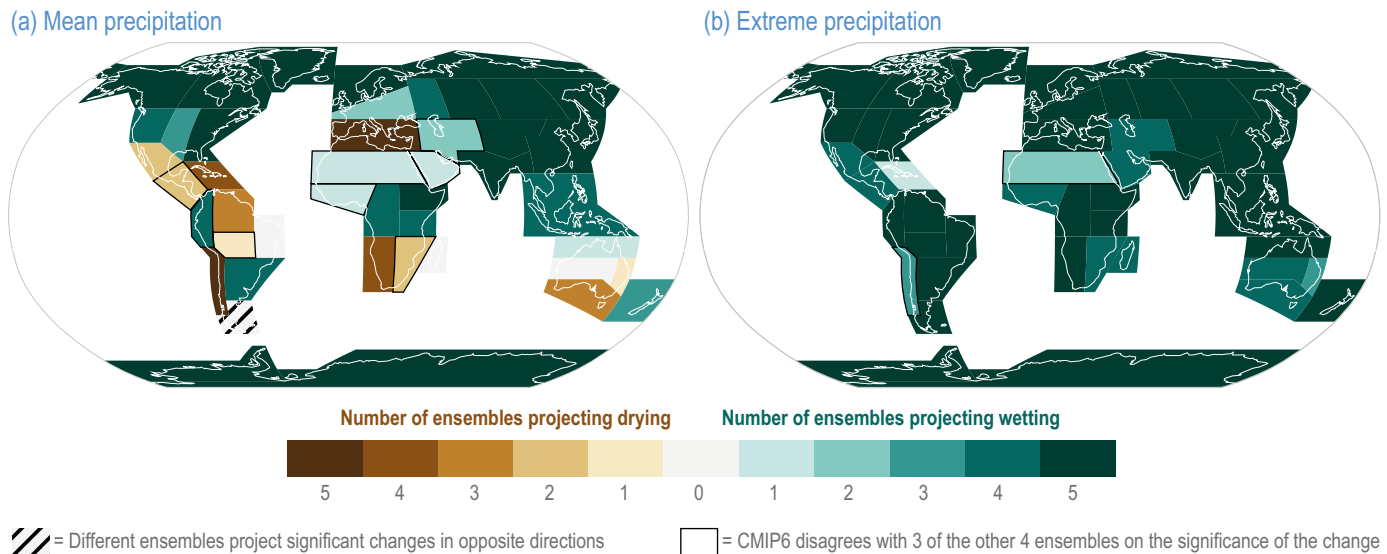 (a) Mean precipitation
(b) Extreme precipitation
Number of ensembles projecting drying
Number of ensembles projecting wetting
5 4 3 2 1 0 1 2 3 4 5
= Different ensembles project significant changes in opposite directions
= CMIP6 disagrees with 3 of the other 4 ensembles on the significance of the change